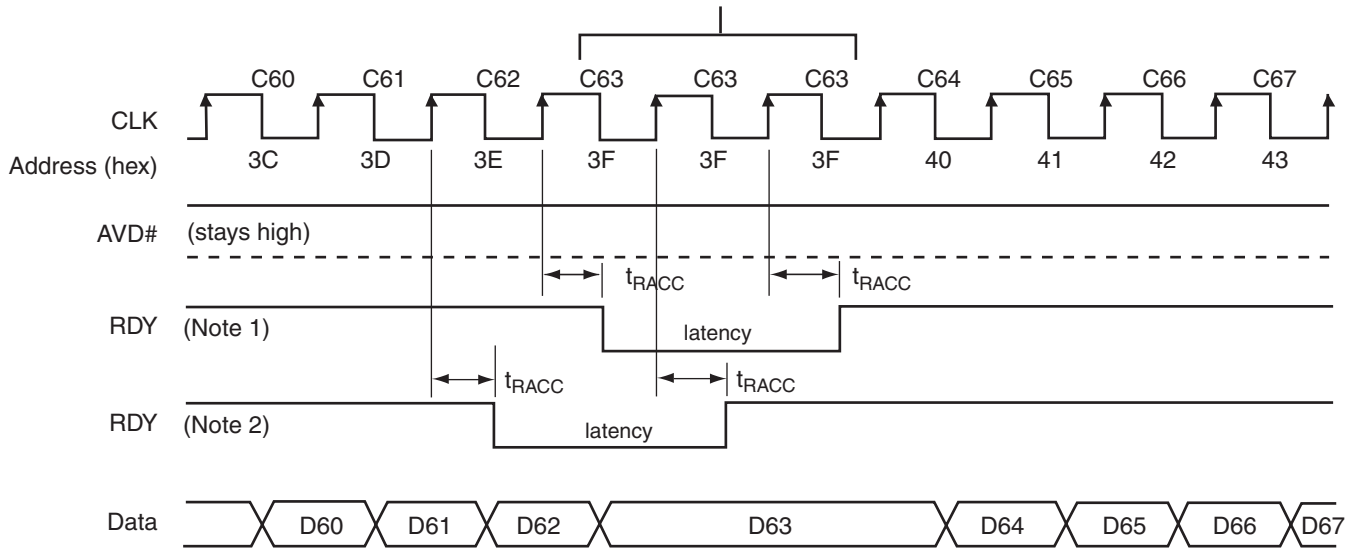 C60 C61 C62 C63 C63 C63 C64 C65 C66 C67
CLK
Address (hex) 3C 3D 3E 3F 3F 3F 40 41 42 43
AVD# (stays high)
tRACC tRACC
RDY (Note 1) latency
tRACC tRACC
RDY (Note 2) latency
Data D60 D61 D62 D63 D64 D65 D66 D67